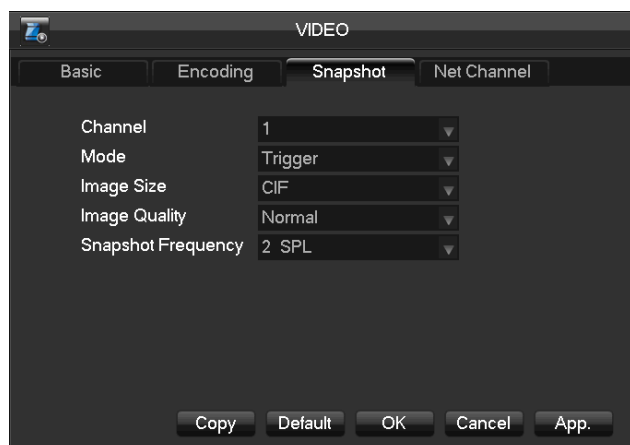 VIDEO
Basic Encoding Snapshot Net Channel
Channel 1
Mode Trigger
Image Size CIF
Image Quality Normal
Snapshot Frequency 2 SPL
Copy Default OK Cancel App.